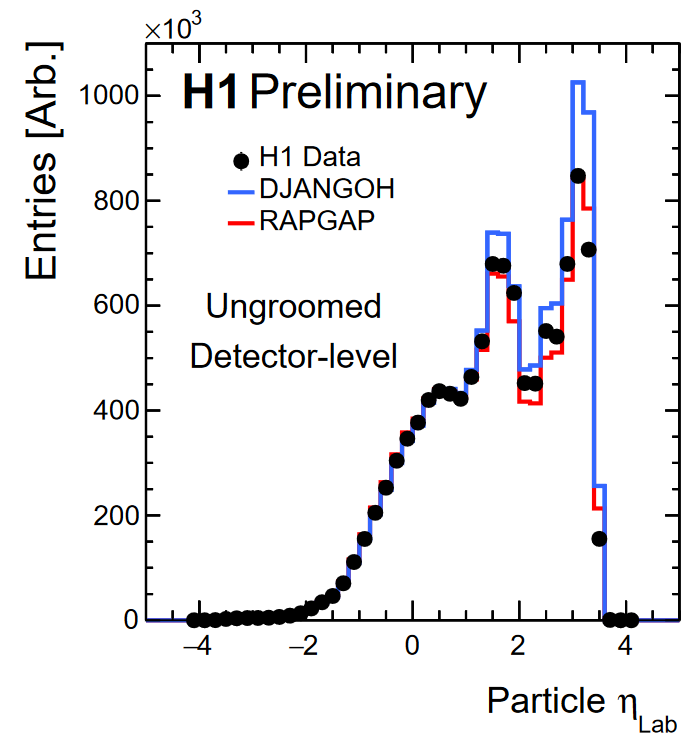 ×10³
Entries [Arb.]
H1 Preliminary
H1 Data
DJANGOH
RAPGAP
Ungroomed
Detector-level
1000
800
600
400
200
0
−4 −2 0 2 4
Particle η_Lab